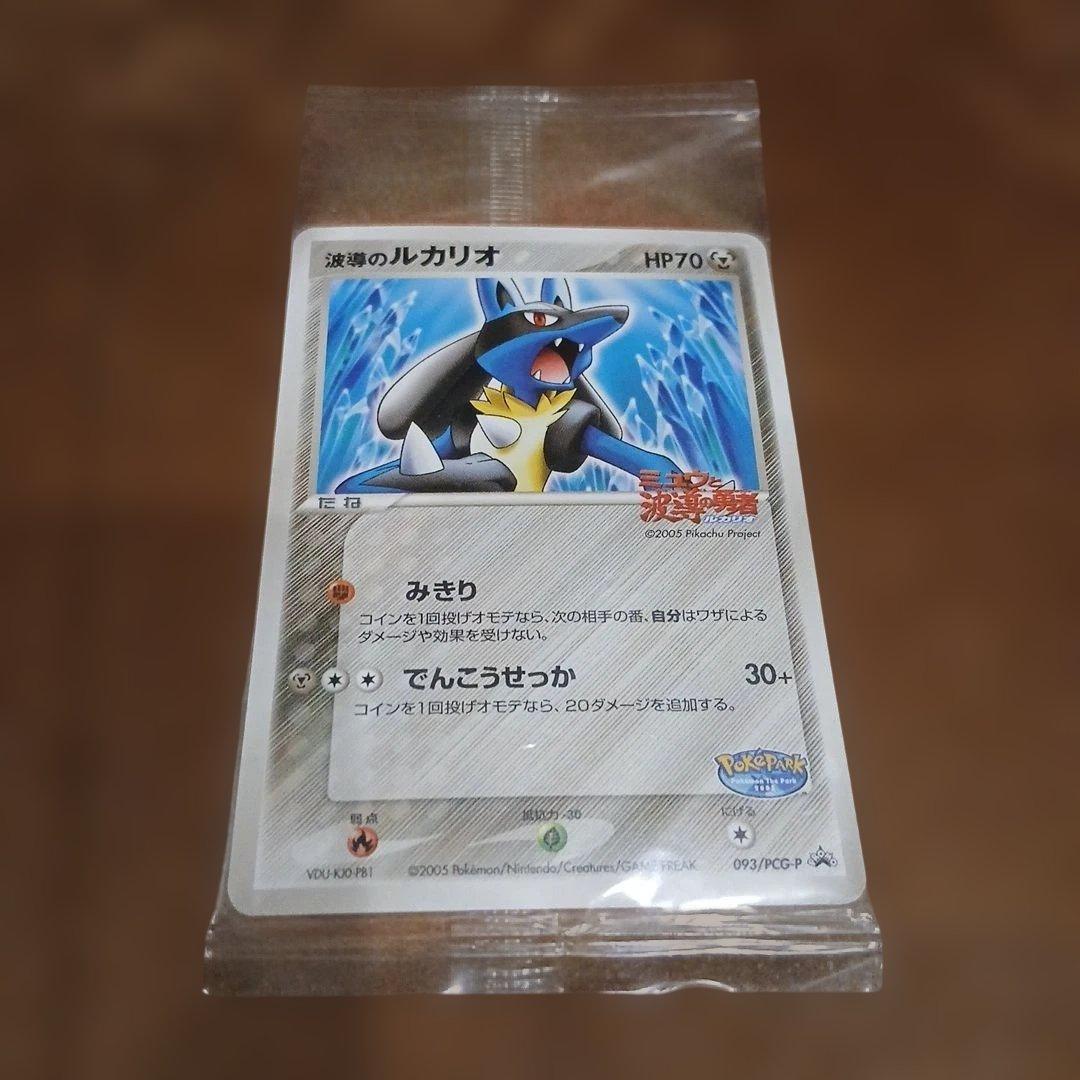 波導のルカリオ HP70
たね
ミュウと
波導の勇者
ルカリオ
©2005 Pikachu Project
みきり
コインを1回投げオモテなら、次の相手の番、自分はワザによる
ダメージや効果を受けない。
でんこうせっか 30+
コインを1回投げオモテなら、20ダメージを追加する。
POKÉPARK
Pokémon The Park
2005
弱点 抵抗力 -30 にげる
VDU-KJ0-PB1 ©2005 Pokémon/Nintendo/Creatures/GAME FREAK 093/PCG-P